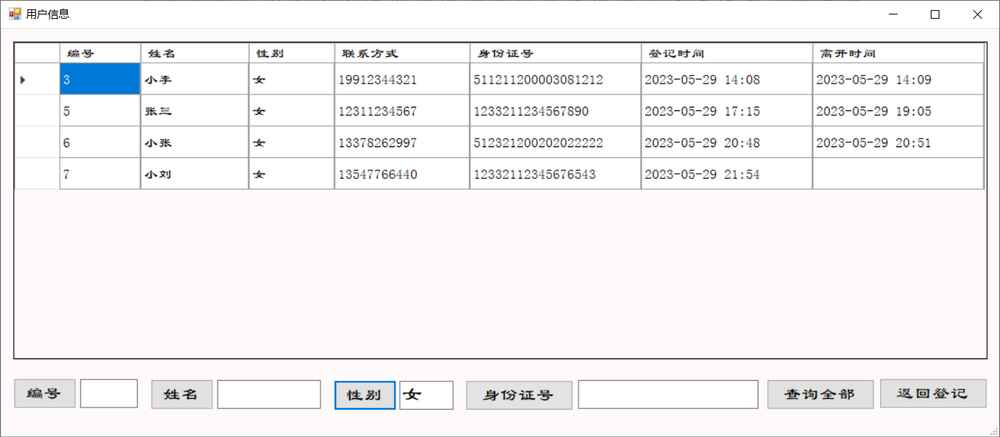 用户信息
编号 姓名 性别 联系方式 身份证号 登记时间 离开时间
3 小李 女 19912344321 511211200003081212 2023-05-29 14:08 2023-05-29 14:09
5 张三 女 12311234567 1233211234567890 2023-05-29 17:15 2023-05-29 19:05
6 小张 女 13378262997 512321200202022222 2023-05-29 20:48 2023-05-29 20:51
7 小刘 女 13547766440 12332112345676543 2023-05-29 21:54
编号 姓名 性别 女 身份证号 查询全部 返回登记